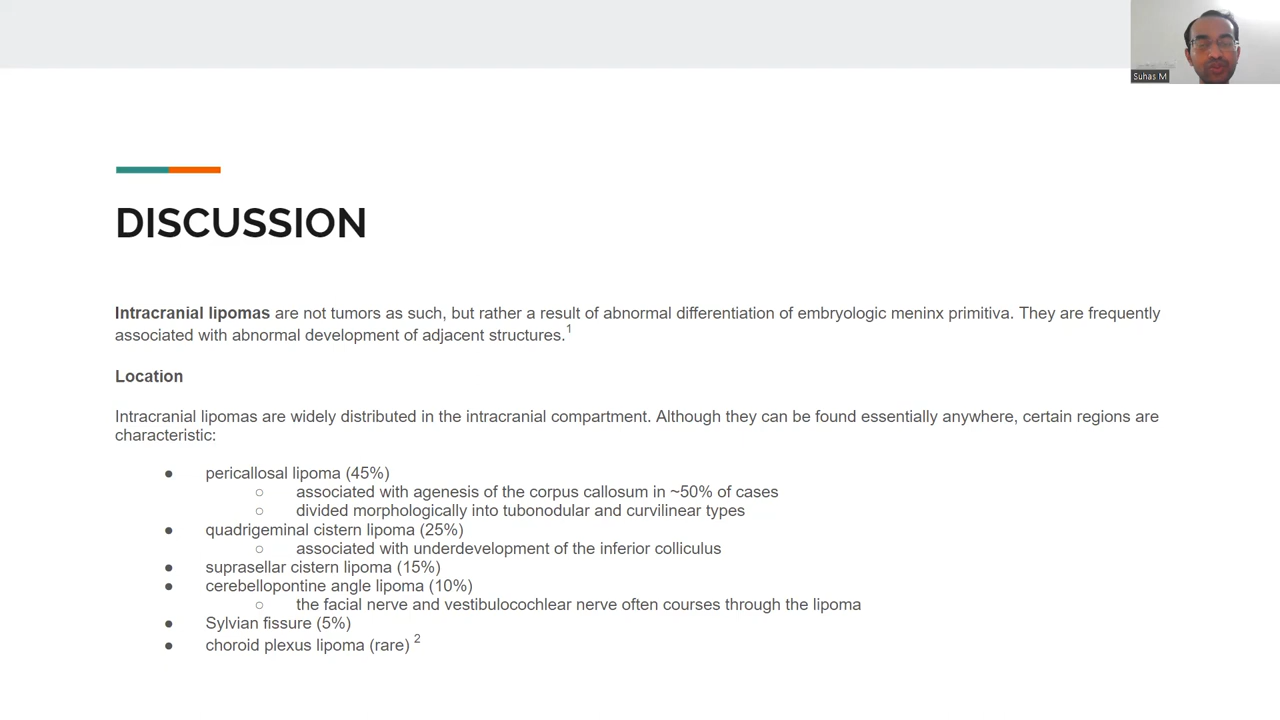 Suhas M
DISCUSSION
Intracranial lipomas are not tumors as such, but rather a result of abnormal differentiation of embryologic meninx primitiva. They are frequently
associated with abnormal development of adjacent structures.1
Location
Intracranial lipomas are widely distributed in the intracranial compartment. Although they can be found essentially anywhere, certain regions are
characteristic:
● pericallosal lipoma (45%)
○ associated with agenesis of the corpus callosum in ~50% of cases
○ divided morphologically into tubonodular and curvilinear types
● quadrigeminal cistern lipoma (25%)
○ associated with underdevelopment of the inferior colliculus
● suprasellar cistern lipoma (15%)
● cerebellopontine angle lipoma (10%)
○ the facial nerve and vestibulocochlear nerve often courses through the lipoma
● Sylvian fissure (5%)
● choroid plexus lipoma (rare) 2